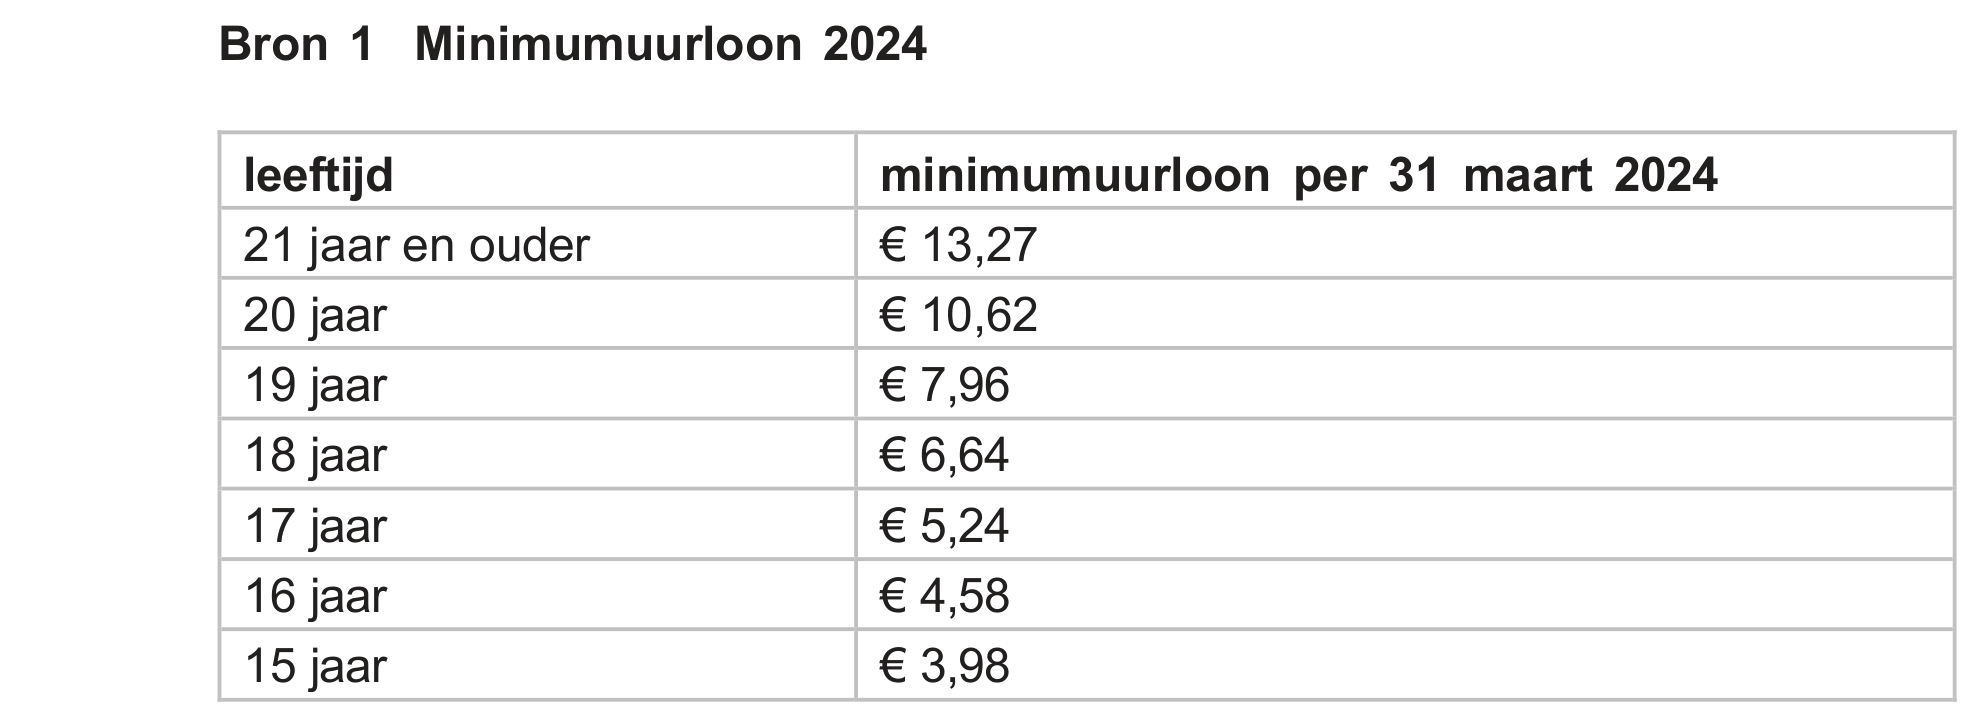 Bron 1 Minimumuurloon 2024
leeftijd minimumuurloon per 31 maart 2024
21 jaar en ouder € 13,27
20 jaar € 10,62
19 jaar € 7,96
18 jaar € 6,64
17 jaar € 5,24
16 jaar € 4,58
15 jaar € 3,98